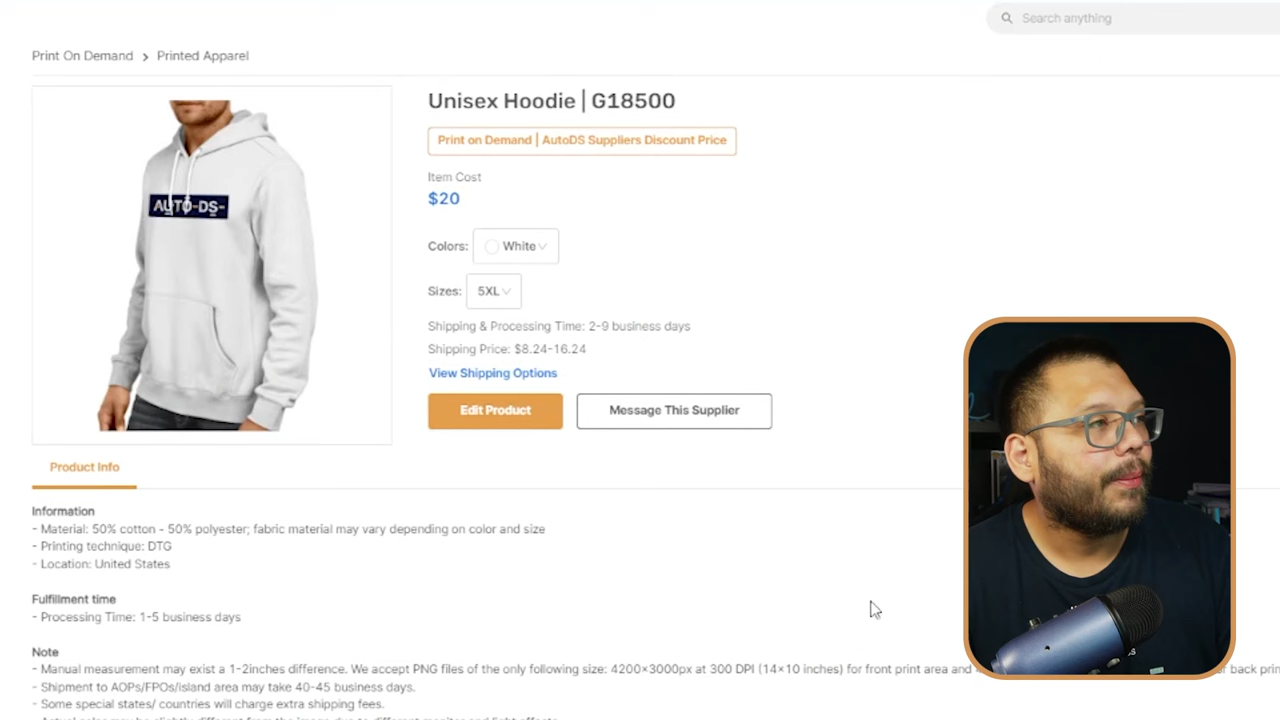 Search anything
Print On Demand > Printed Apparel
Unisex Hoodie | G18500
Print on Demand | AutoDS Suppliers Discount Price
Item Cost
$20
Colors: White
Sizes: 5XL
Shipping & Processing Time: 2-9 business days
Shipping Price: $8.24-16.24
View Shipping Options
Edit Product
Message This Supplier
AUTO-DS-
Product Info
Information
- Material: 50% cotton - 50% polyester; fabric material may vary depending on color and size
- Printing technique: DTG
- Location: United States
Fulfillment time
- Processing Time: 1-5 business days
Note
- Manual measurement may exist a 1-2inches difference. We accept PNG files of the only following size: 4200x3000px at 300 DPI (14x10 inches) for front print area and
- Shipment to AOPs/FPOs/island area may take 40-45 business days.
- Some special states/ countries will charge extra shipping fees.